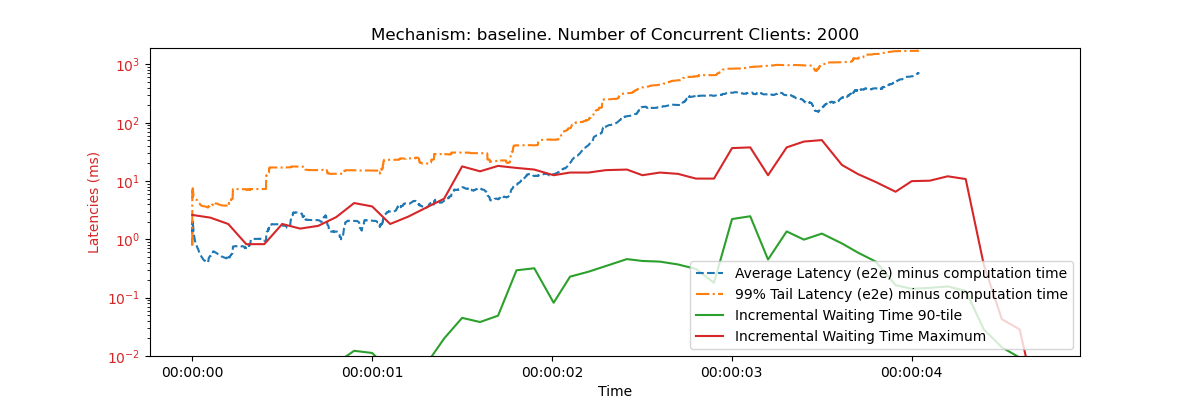 Mechanism: baseline. Number of Concurrent Clients: 2000
Latencies (ms)
10³
10²
10¹
10⁰
10⁻¹
10⁻²
Average Latency (e2e) minus computation time
99% Tail Latency (e2e) minus computation time
Incremental Waiting Time 90-tile
Incremental Waiting Time Maximum
00:00:00 00:00:01 00:00:02 00:00:03 00:00:04
Time